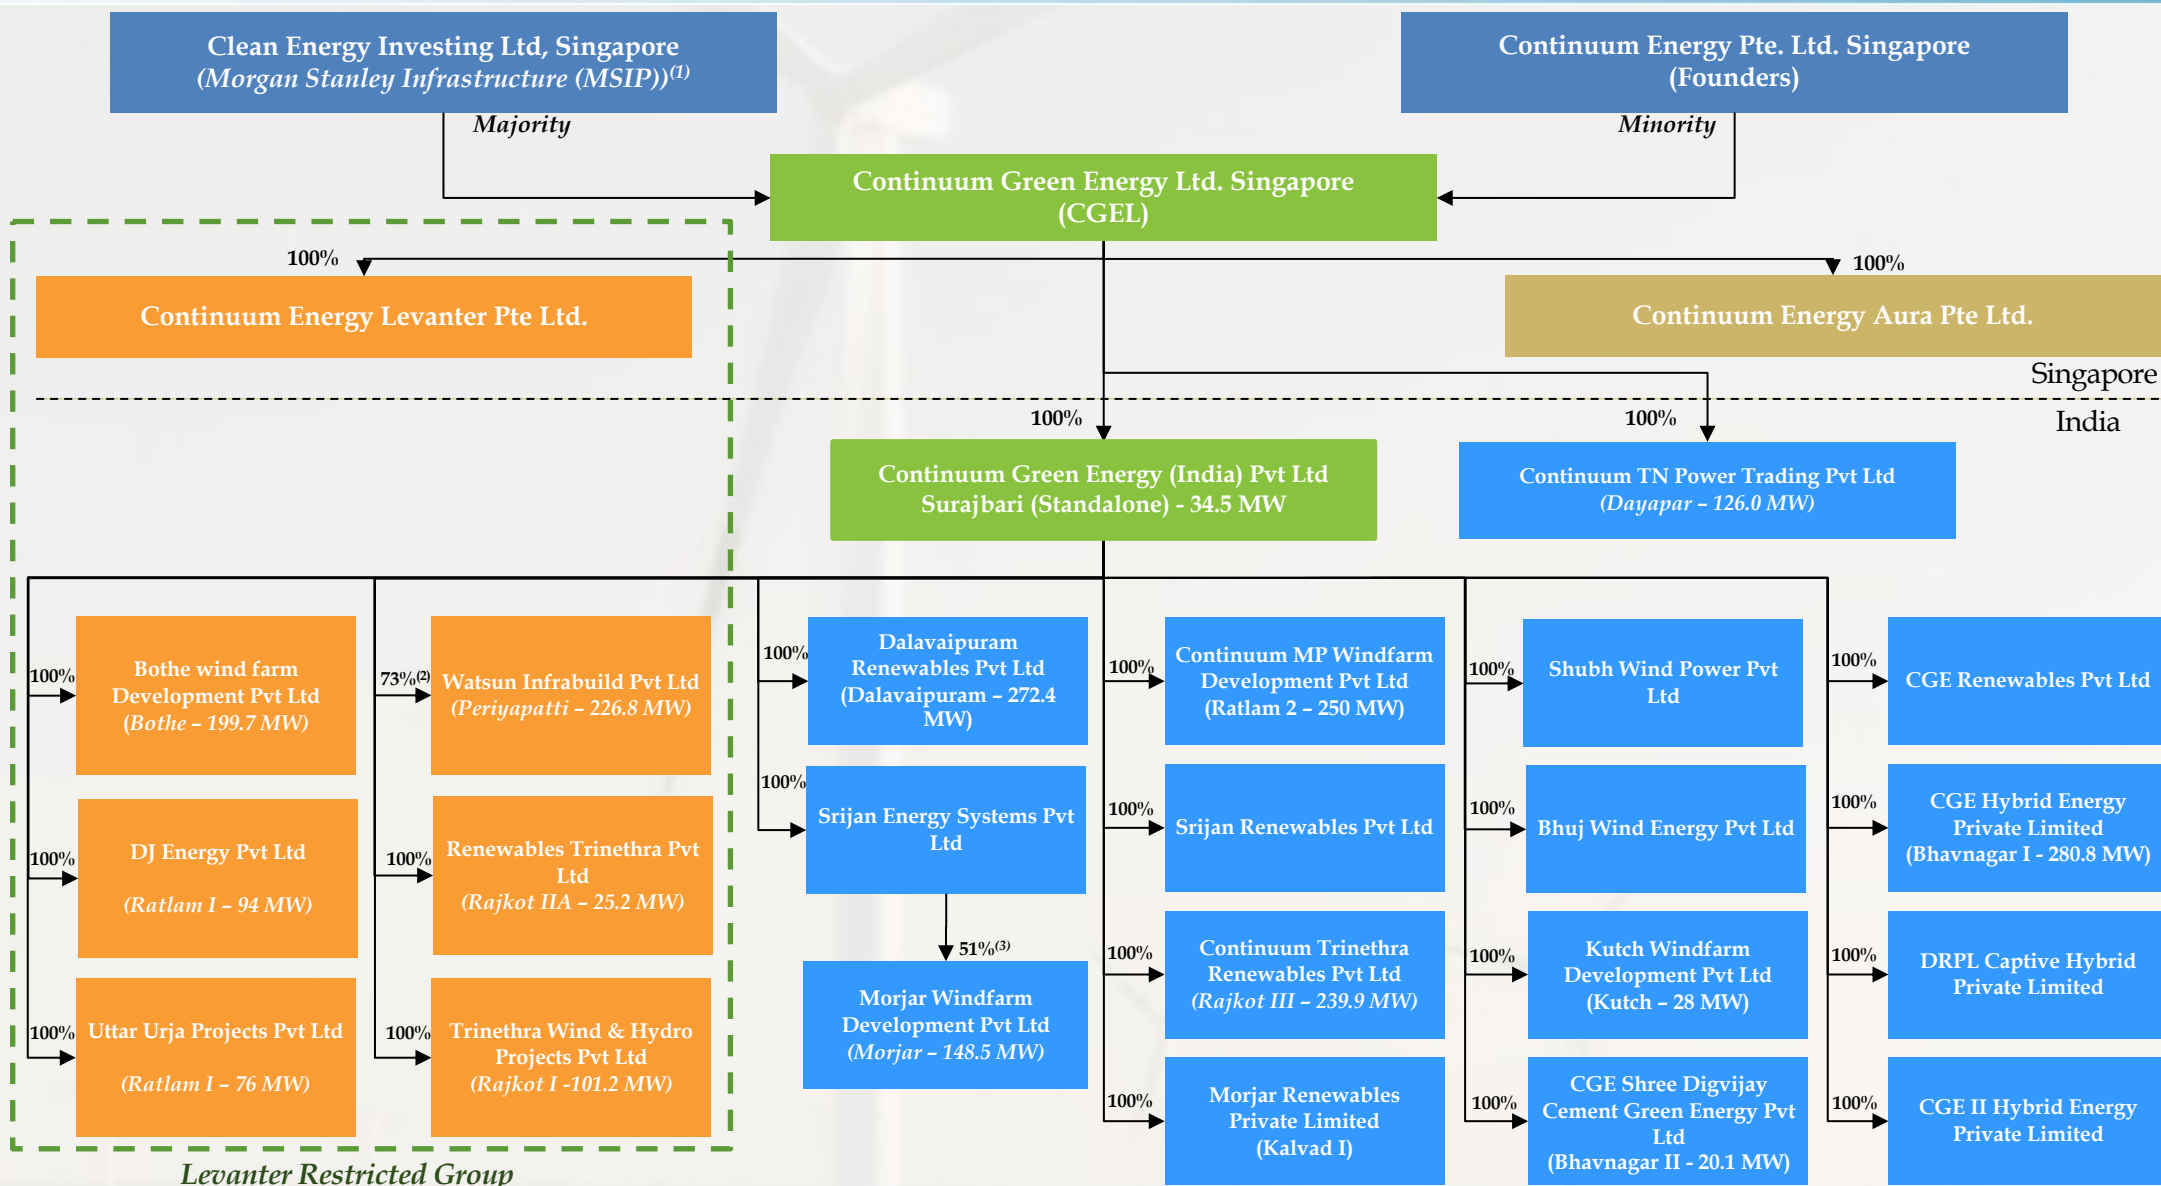 Clean Energy Investing Ltd, Singapore
(Morgan Stanley Infrastructure (MSIP))(1)
Continuum Energy Pte. Ltd. Singapore
(Founders)
Majority
Minority
Continuum Green Energy Ltd. Singapore
(CGEL)
100%
100%
Continuum Energy Levanter Pte Ltd.
Continuum Energy Aura Pte Ltd.
Singapore
India
100%
100%
Continuum Green Energy (India) Pvt Ltd
Surajbari (Standalone) - 34.5 MW
Continuum TN Power Trading Pvt Ltd
(Dayapar – 126.0 MW)
100%
Bothe wind farm
Development Pvt Ltd
(Bothe – 199.7 MW)
73%(2)
Watsun Infrabuild Pvt Ltd
(Periyapatti – 226.8 MW)
100%
Dalavaipuram
Renewables Pvt Ltd
(Dalavaipuram – 272.4
MW)
100%
Continuum MP Windfarm
Development Pvt Ltd
(Ratlam 2 – 250 MW)
100%
Shubh Wind Power Pvt
Ltd
100%
CGE Renewables Pvt Ltd
100%
DJ Energy Pvt Ltd
(Ratlam I – 94 MW)
100%
Renewables Trinethra Pvt
Ltd
(Rajkot IIA – 25.2 MW)
100%
Srijan Energy Systems Pvt
Ltd
100%
Srijan Renewables Pvt Ltd
100%
Bhuj Wind Energy Pvt Ltd
100%
CGE Hybrid Energy
Private Limited
(Bhavnagar I - 280.8 MW)
100%
Uttar Urja Projects Pvt Ltd
(Ratlam I – 76 MW)
100%
Trinethra Wind & Hydro
Projects Pvt Ltd
(Rajkot I -101.2 MW)
51%(3)
Morjar Windfarm
Development Pvt Ltd
(Morjar – 148.5 MW)
100%
Continuum Trinethra
Renewables Pvt Ltd
(Rajkot III – 239.9 MW)
100%
Kutch Windfarm
Development Pvt Ltd
(Kutch – 28 MW)
100%
DRPL Captive Hybrid
Private Limited
100%
Morjar Renewables
Private Limited
(Kalvad I)
100%
CGE Shree Digvijay
Cement Green Energy Pvt
Ltd
(Bhavnagar II - 20.1 MW)
100%
CGE II Hybrid Energy
Private Limited
Levanter Restricted Group